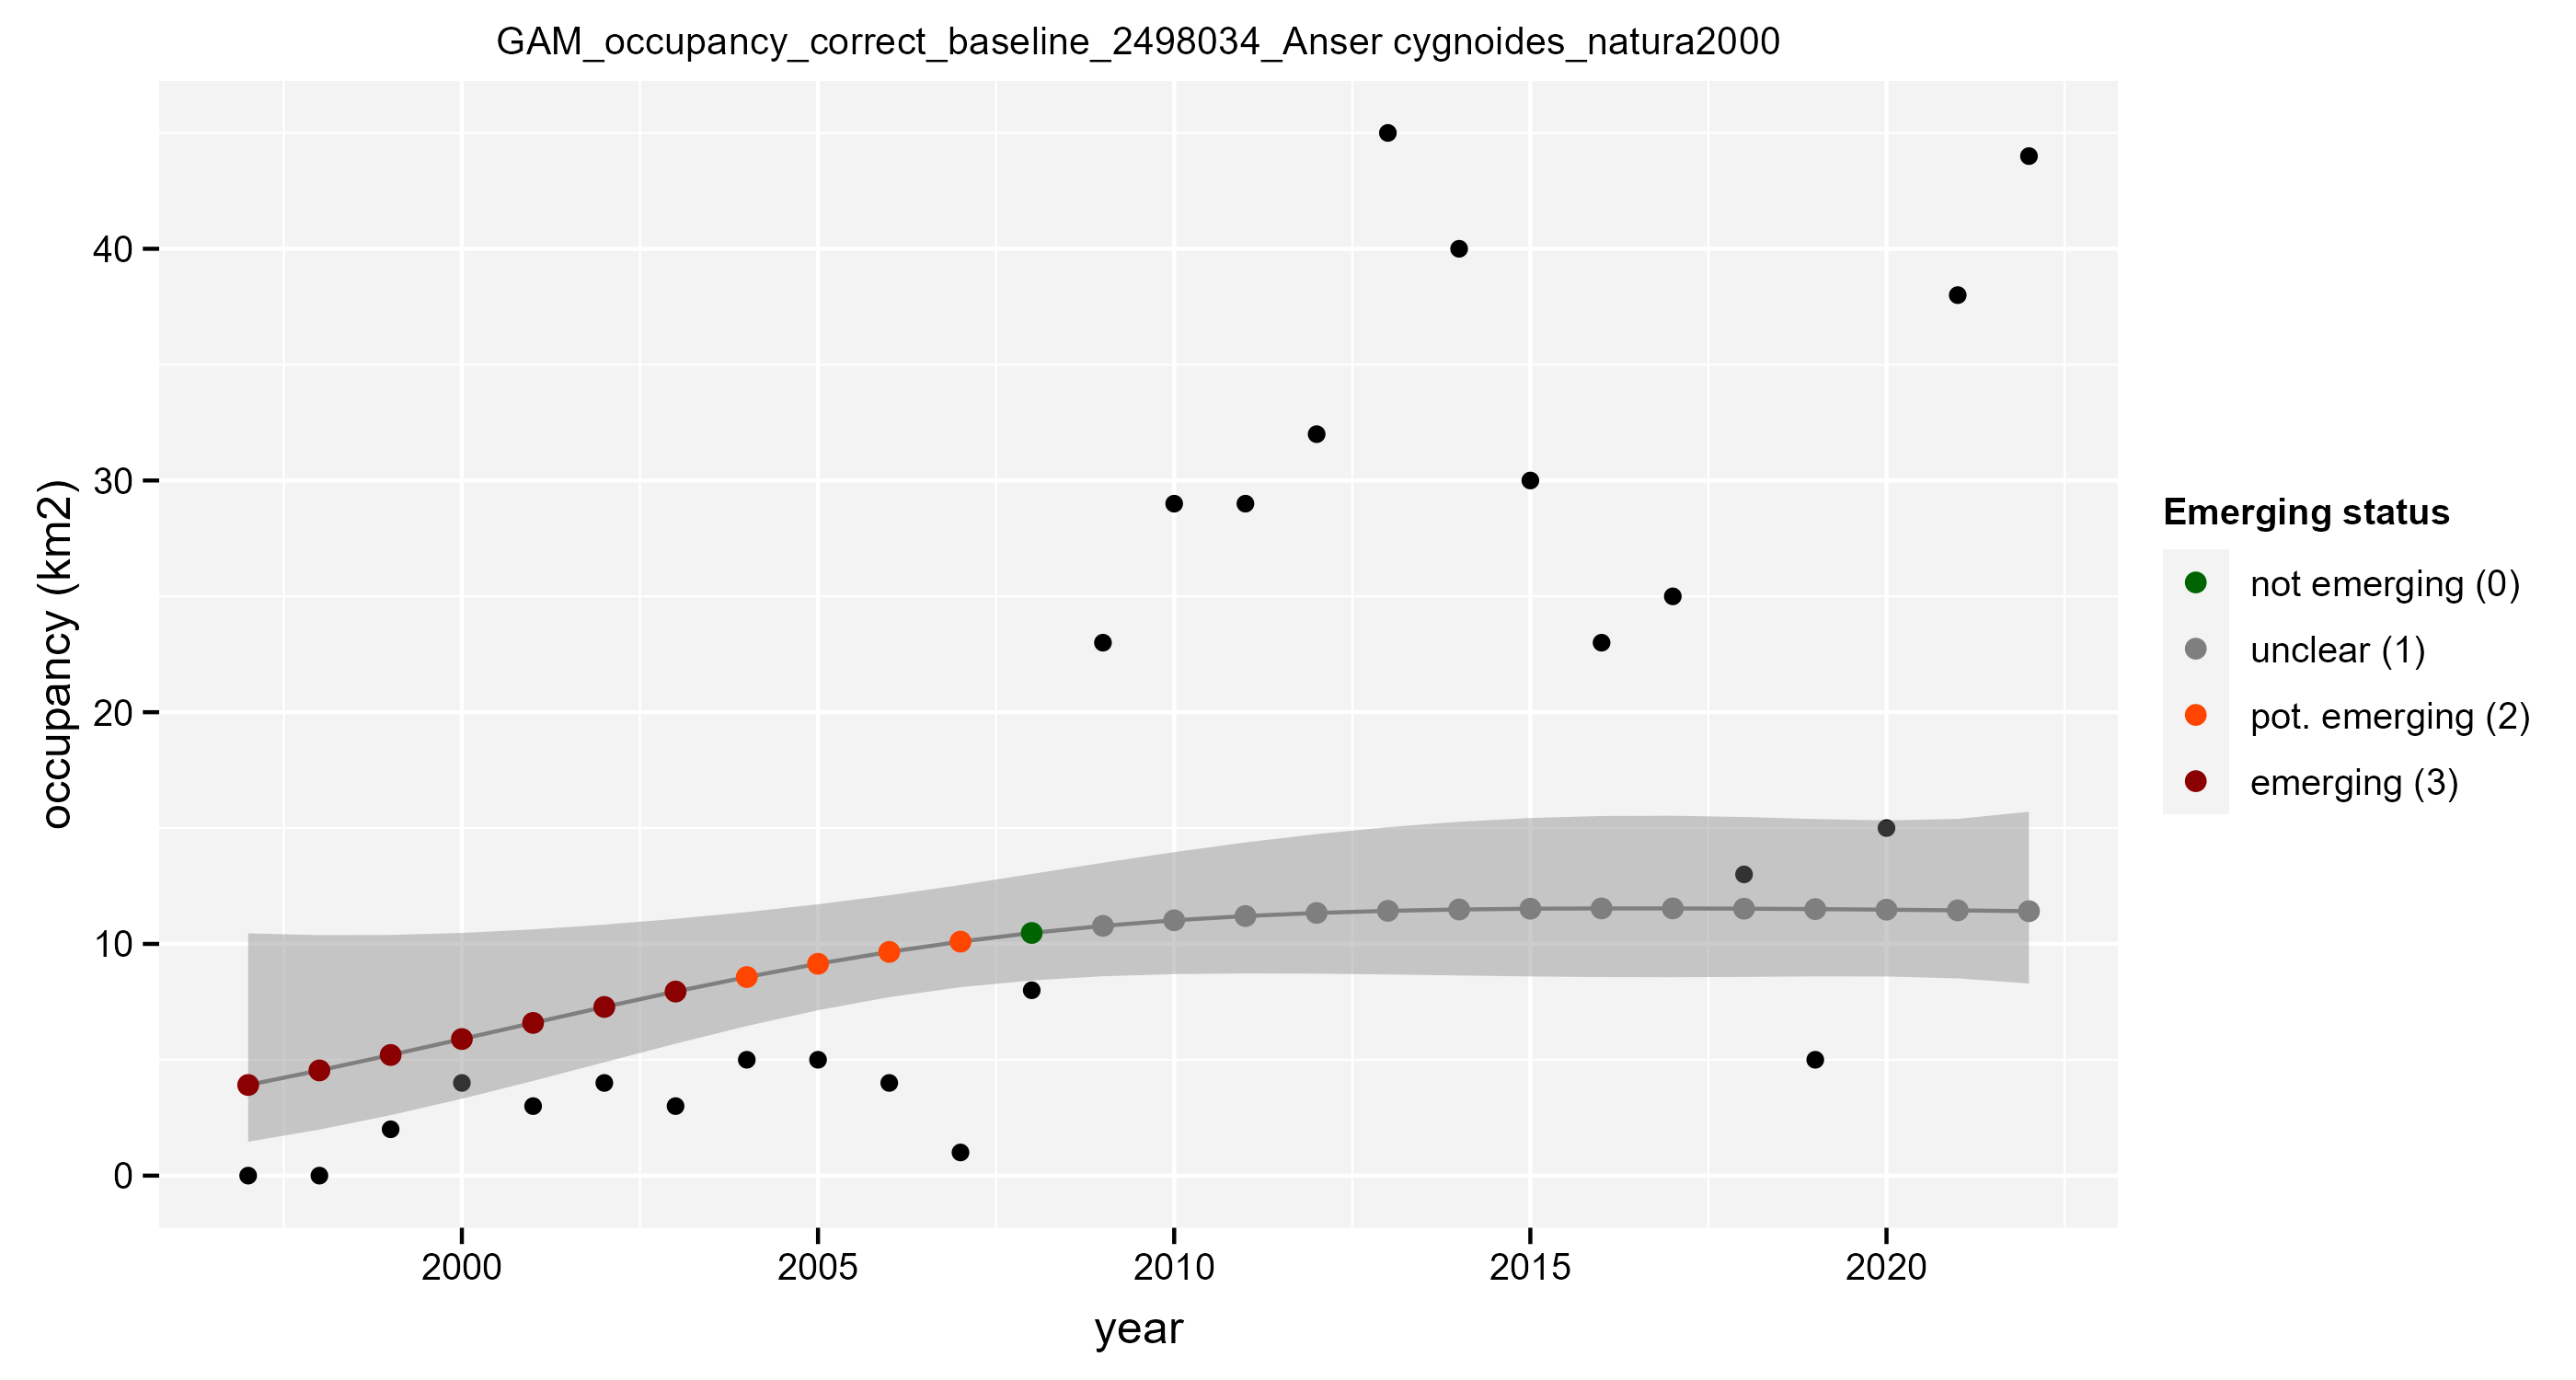 GAM_occupancy_correct_baseline_2498034_Anser cygnoides_natura2000
occupancy (km2)
40
30
20
10
0
2000 2005 2010 2015 2020
year
Emerging status
not emerging (0)
unclear (1)
pot. emerging (2)
emerging (3)